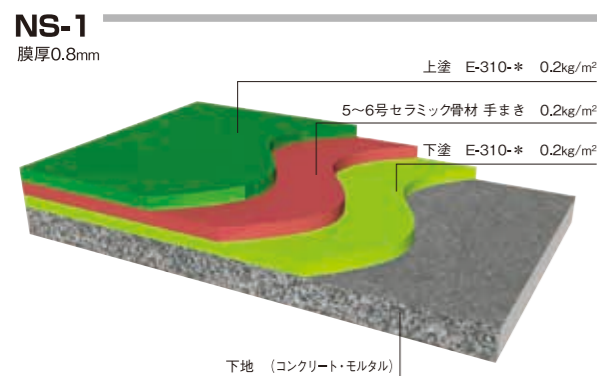 NS-1
膜厚0.8mm
上塗 E-310-* 0.2kg/m²
5～6号セラミック骨材 手まき 0.2kg/m²
下塗 E-310-* 0.2kg/m²
下地 (コンクリート・モルタル)